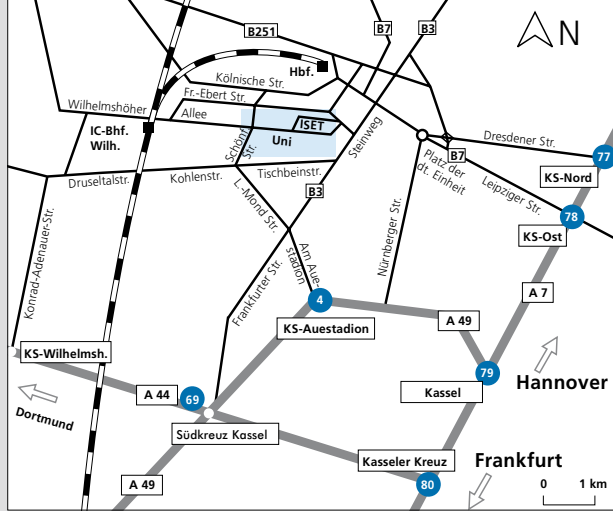 B251
B7
B3
N
Hbf.
Kölnische Str.
Fr.-Ebert Str.
Wilhelmshöher
Allee
IC-Bhf.
Wilh.
ISET
Uni
Schönf.
Str.
Steinweg
Dresdener Str.
77
B7
KS-Nord
Platz der
dt. Einheit
Leipziger Str.
78
KS-Ost
Druseltalstr.
Kohlenstr.
Tischbeinstr.
B3
L.-Mond Str.
Nürnberger Str.
Konrad-Adenauer-Str.
Frankfurter Str.
Am Aue-
stadion
4
KS-Auestadion
A 49
A 7
KS-Wilhelmsh.
A 44
69
79
Kassel
Hannover
Dortmund
Südkreuz Kassel
Kasseler Kreuz
80
Frankfurt
A 49
0 1 km